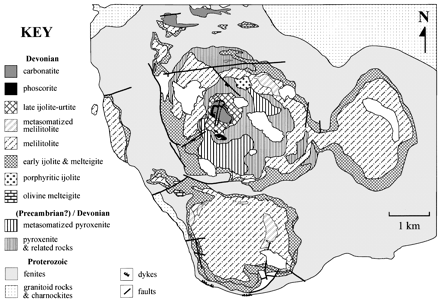 KEY
N
Devonian
carbonatite
phoscorite
late ijolite-urtite
metasomatized
melilitolite
melilitolite
early ijolite & melteigite
porphyritic ijolite
olivine melteigite
(Precambrian?) / Devonian
metasomatized pyroxenite
pyroxenite
& related rocks
Proterozoic
fenites
granitoid rocks
& charnockites
dykes
faults
1 km